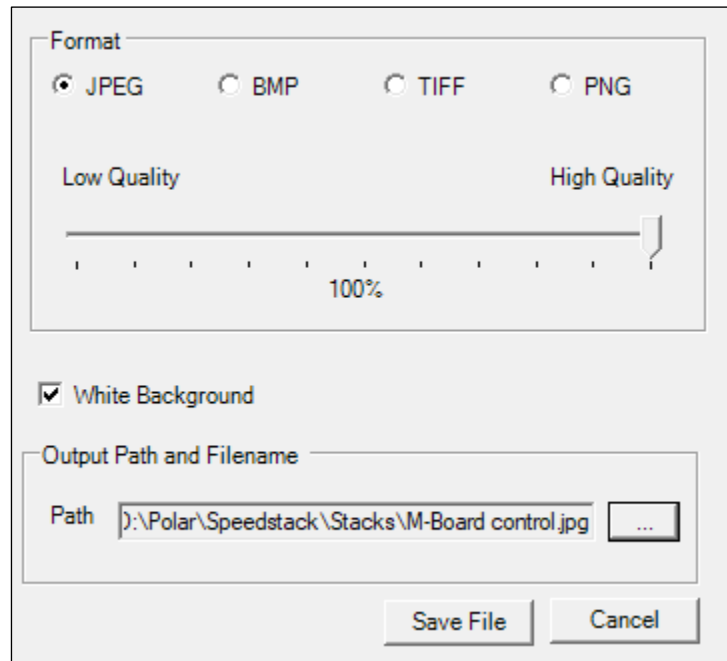 Format
JPEG BMP TIFF PNG
Low Quality High Quality
100%
White Background
Output Path and Filename
Path ):\Polar\Speedstack\Stacks\M-Board control.jpg ...
Save File Cancel